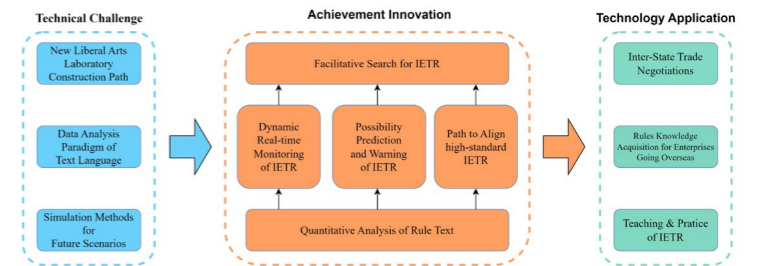 Technical Challenge
New Liberal Arts
Laboratory
Construction Path
Data Analysis
Paradigm of
Text Language
Simulation Methods
for
Future Scenarios
Achievement Innovation
Facilitative Search for IETR
Dynamic
Real-time
Monitoring
of IETR
Possibility
Prediction
and Warning
of IETR
Path to Align
high-standard
IETR
Quantitative Analysis of Rule Text
Technology Application
Inter-State Trade
Negotiations
Rules Knowledge
Acquisition for Enterprises
Going Overseas
Teaching & Pratice
of IETR